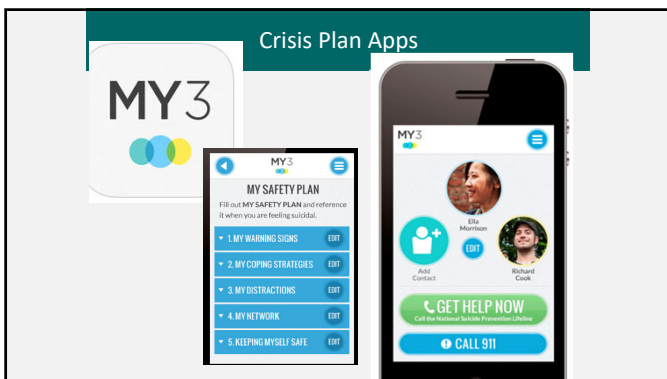 Crisis Plan Apps
MY3
MY3
MY SAFETY PLAN
Fill out MY SAFETY PLAN and reference
it when you are feeling suicidal.
1. MY WARNING SIGNS EDIT
2. MY COPING STRATEGIES EDIT
3. MY DISTRACTIONS EDIT
4. MY NETWORK EDIT
5. KEEPING MYSELF SAFE EDIT
MY3
Ella
Morrison
EDIT
Add
Contact
Richard
Cook
GET HELP NOW
Call the National Suicide Prevention Lifeline
CALL 911